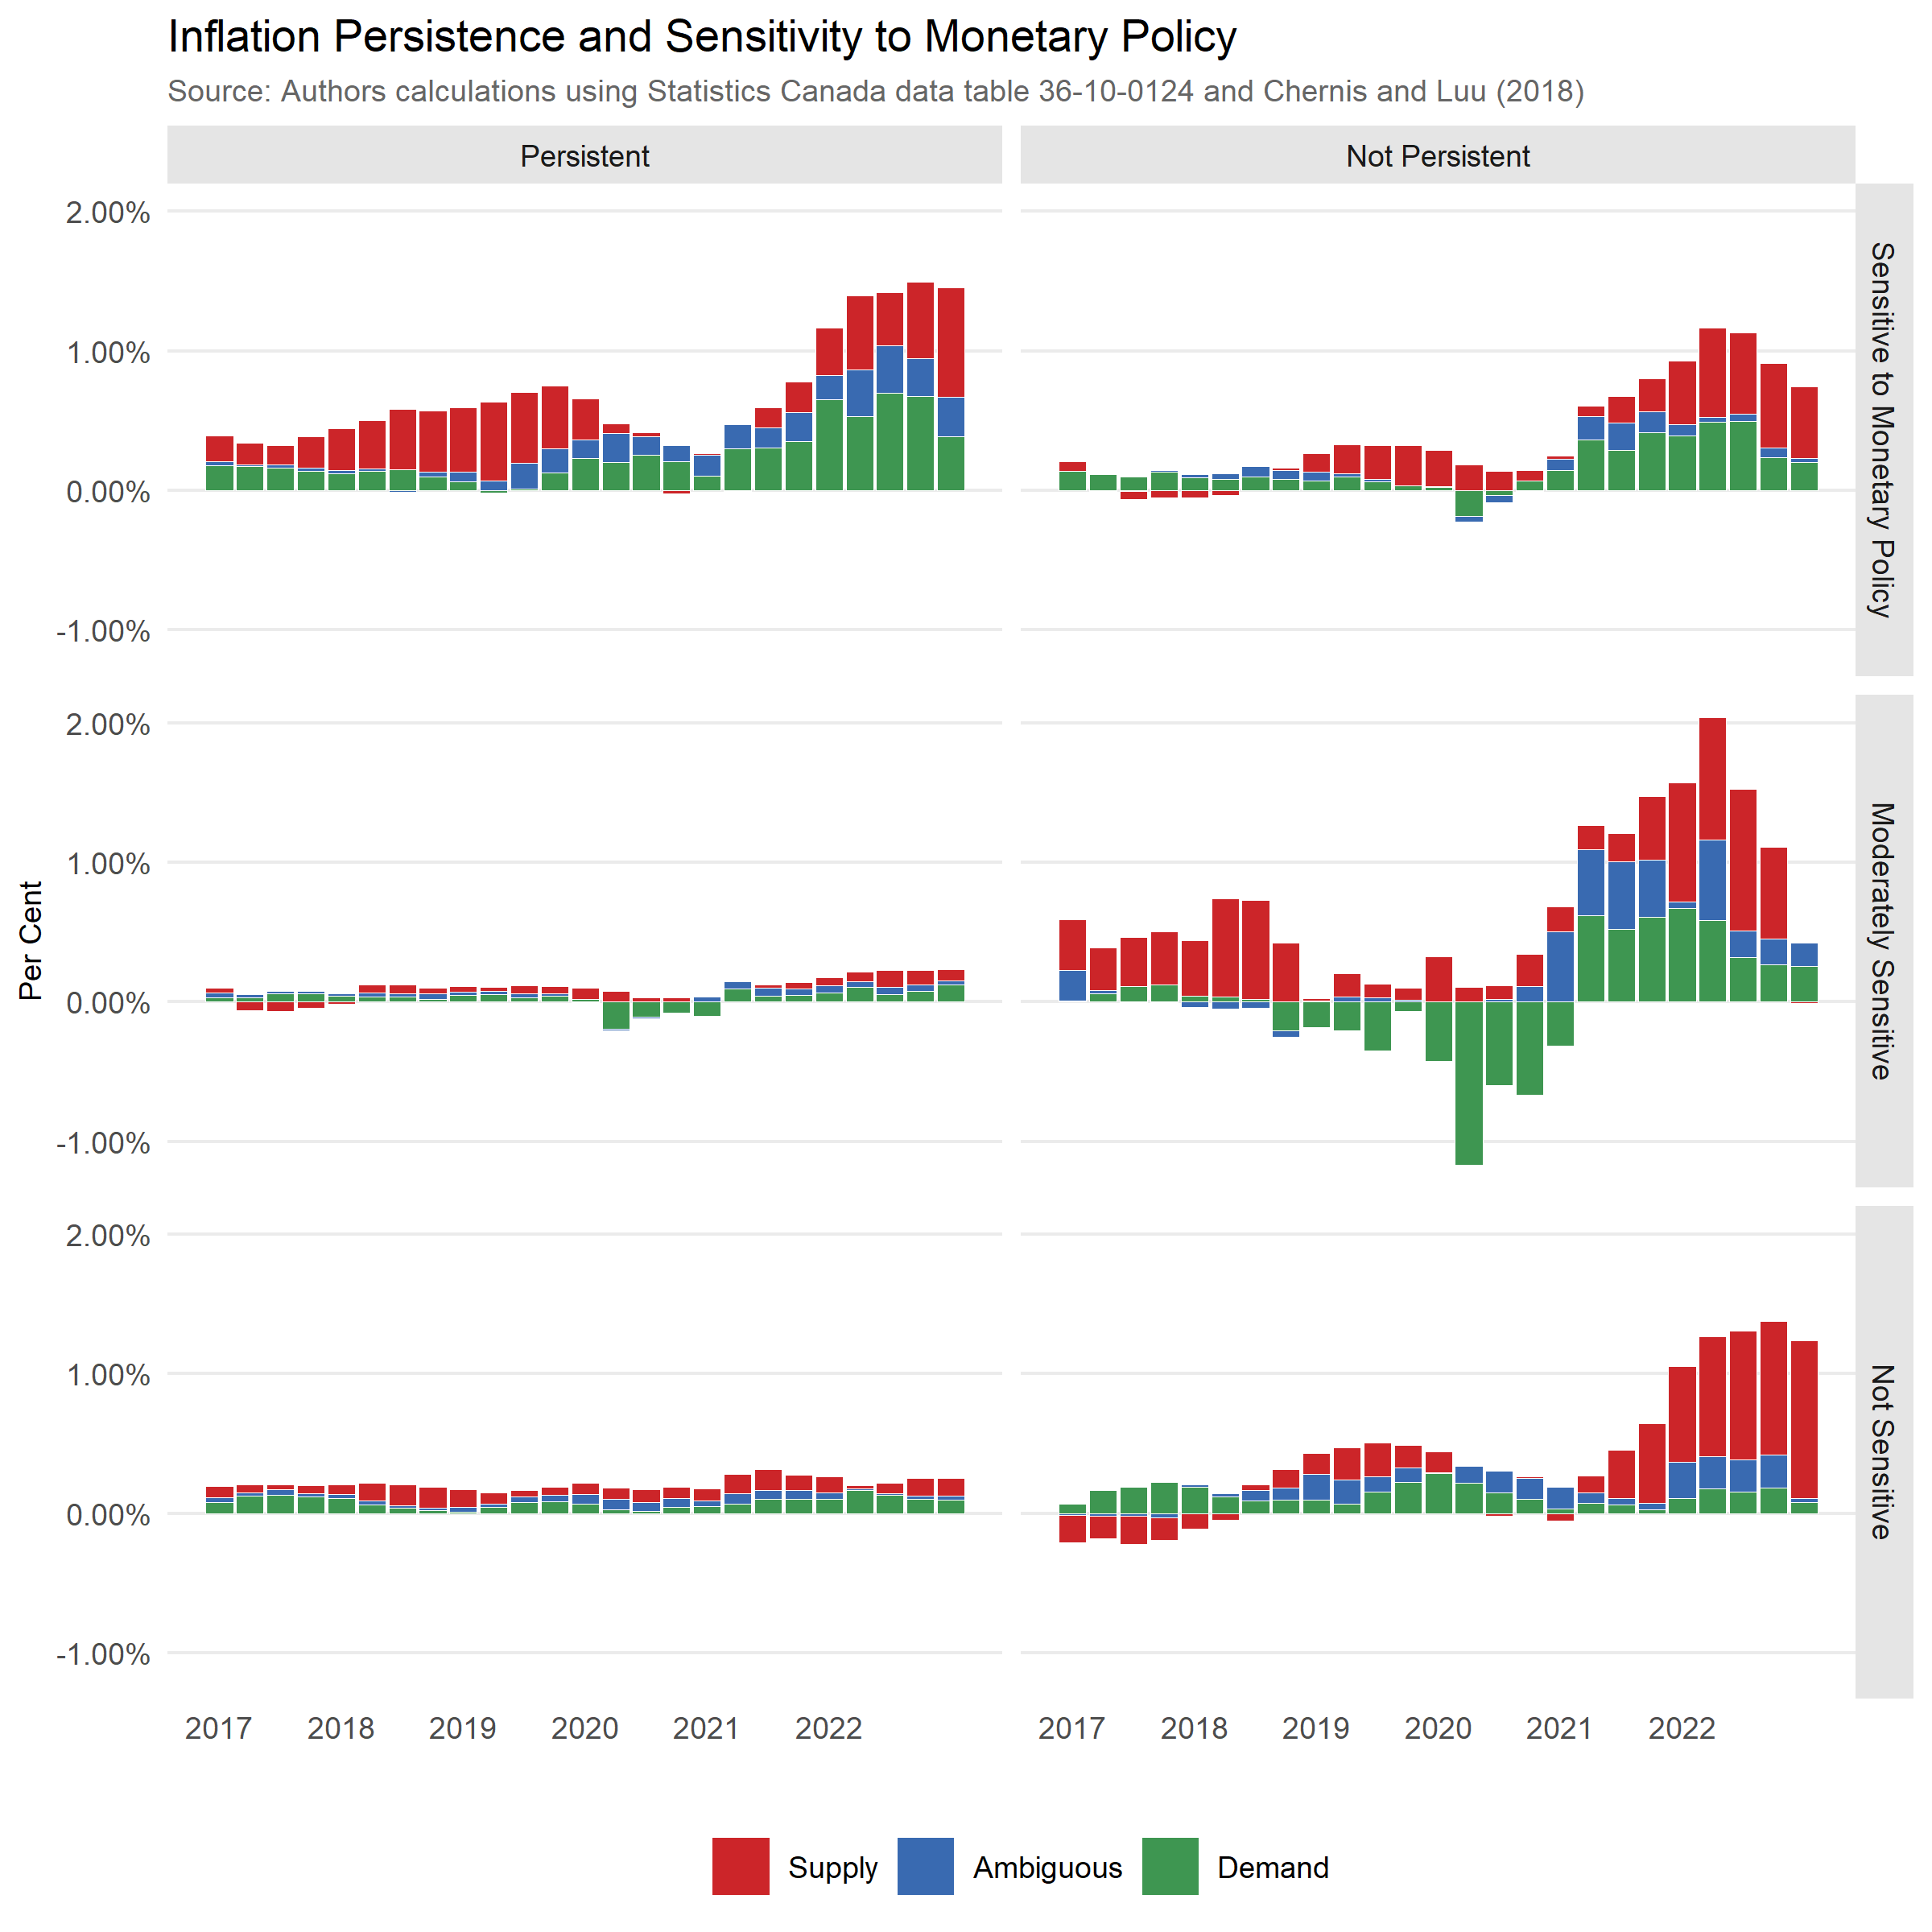 Inflation Persistence and Sensitivity to Monetary Policy
Source: Authors calculations using Statistics Canada data table 36-10-0124 and Chernis and Luu (2018)
Persistent
Not Persistent
2.00%
1.00%
0.00%
-1.00%
Sensitive to Monetary Policy
Per Cent
2.00%
1.00%
0.00%
-1.00%
Moderately Sensitive
2.00%
1.00%
0.00%
-1.00%
Not Sensitive
2017 2018 2019 2020 2021 2022
2017 2018 2019 2020 2021 2022
Supply Ambiguous Demand